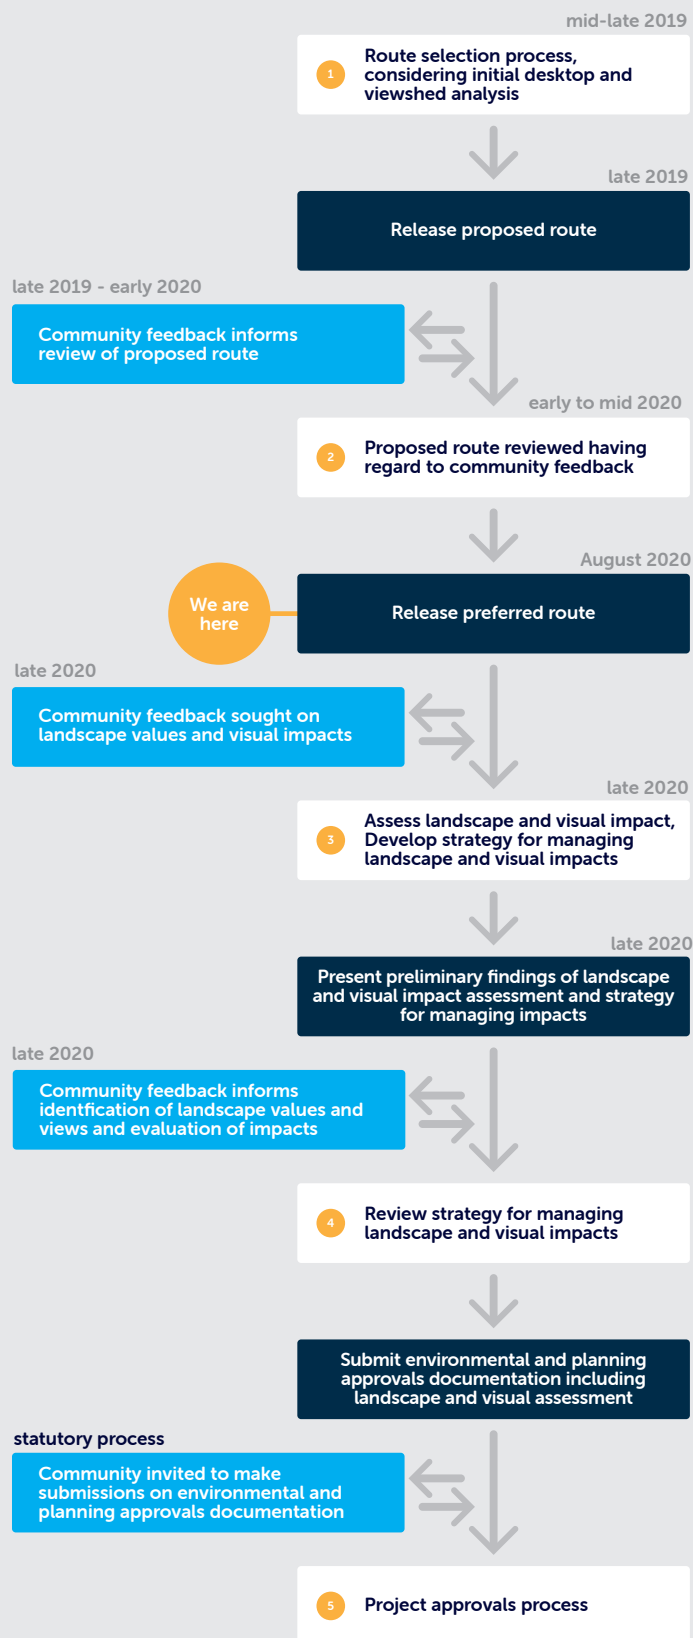 mid-late 2019
1
Route selection process,
considering initial desktop and
viewshed analysis
late 2019
Release proposed route
late 2019 - early 2020
Community feedback informs
review of proposed route
early to mid 2020
2
Proposed route reviewed having
regard to community feedback
August 2020
We are
here
Release preferred route
late 2020
Community feedback sought on
landscape values and visual impacts
late 2020
3
Assess landscape and visual impact,
Develop strategy for managing
landscape and visual impacts
late 2020
Present preliminary findings of landscape
and visual impact assessment and strategy
for managing impacts
late 2020
Community feedback informs
identfication of landscape values and
views and evaluation of impacts
4
Review strategy for managing
landscape and visual impacts
Submit environmental and planning
approvals documentation including
landscape and visual assessment
statutory process
Community invited to make
submissions on environmental and
planning approvals documentation
5
Project approvals process